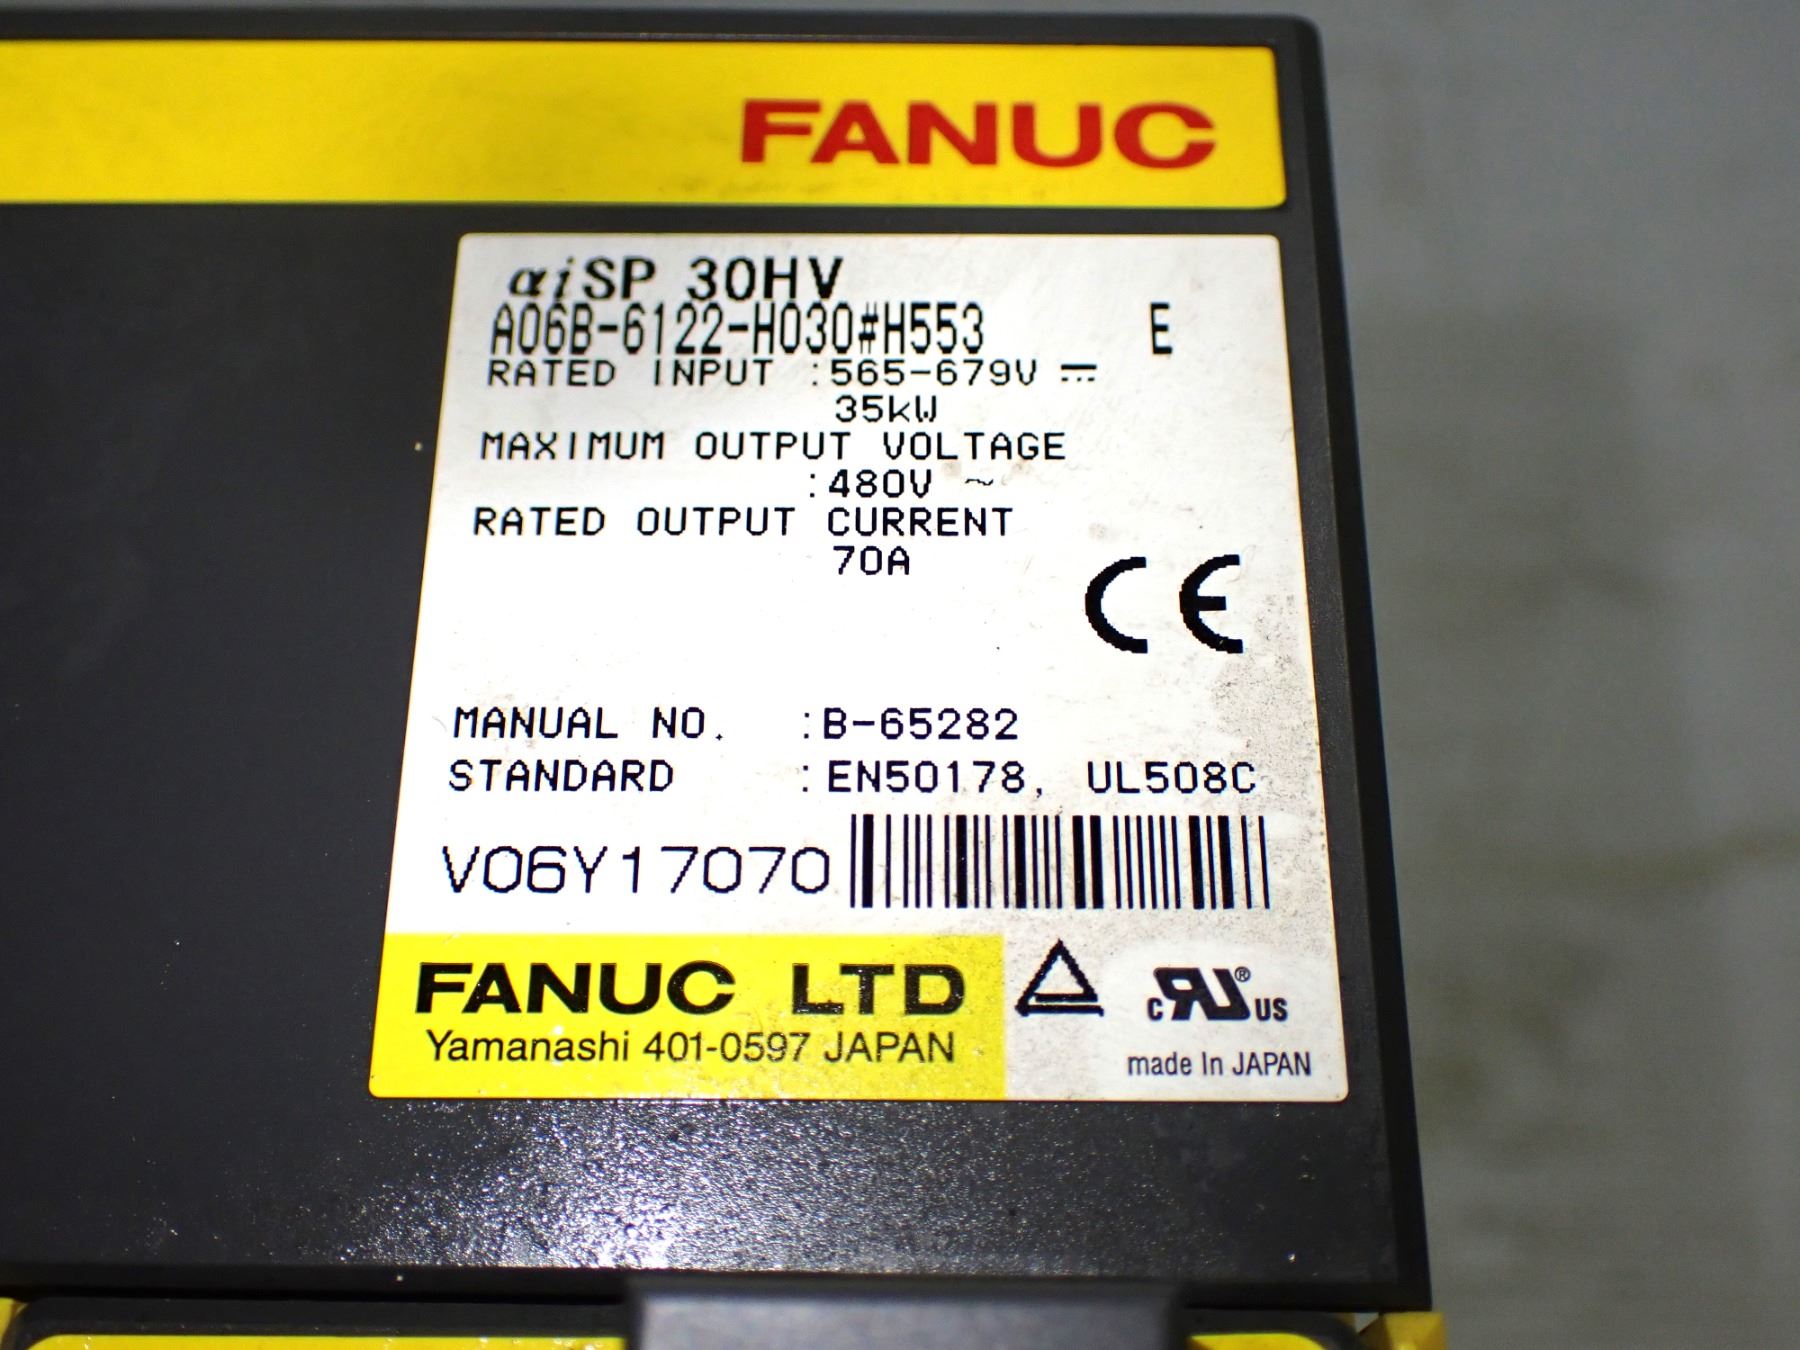 FANUC
αiSP 30HV
A06B-6122-H030#H553 E
RATED INPUT :565-679V ⎓
35kW
MAXIMUM OUTPUT VOLTAGE
:480V ~
RATED OUTPUT CURRENT
70A
CE
MANUAL NO. :B-65282
STANDARD :EN50178, UL508C
V06Y17070
FANUC LTD
Yamanashi 401-0597 JAPAN
c RU ® US
made In JAPAN